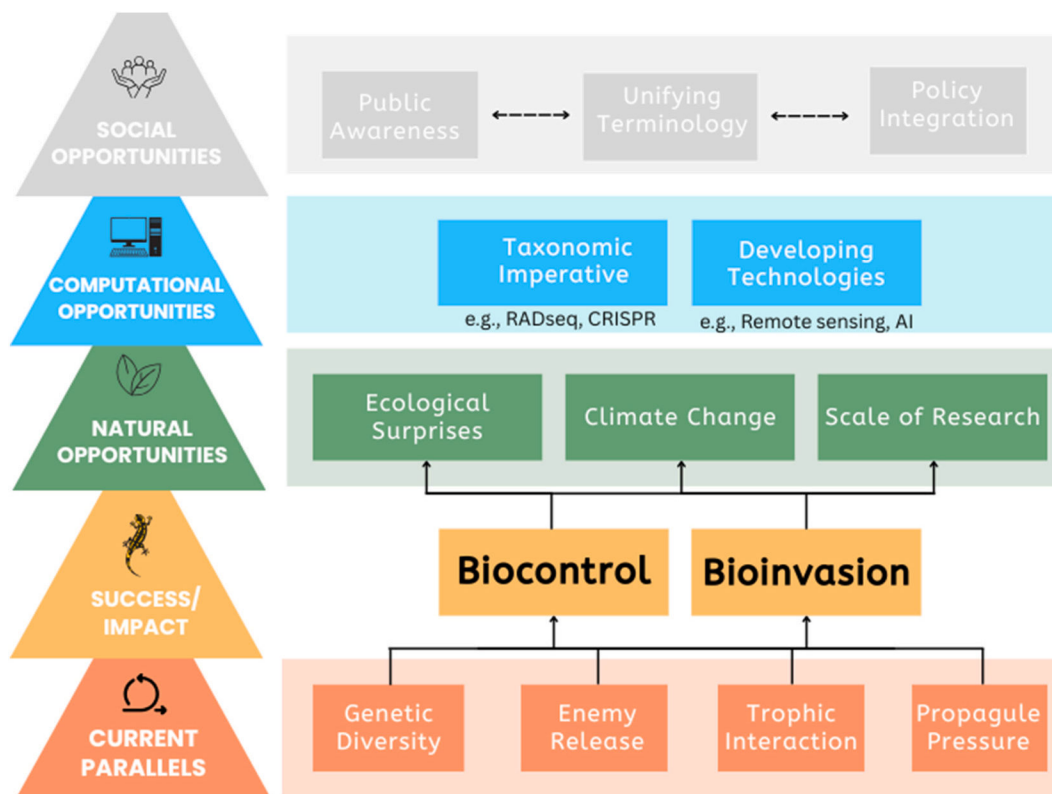 SOCIAL
OPPORTUNITIES
Public
Awareness
Unifying
Terminology
Policy
Integration
COMPUTATIONAL
OPPORTUNITIES
Taxonomic
Imperative
e.g., RADseq, CRISPR
Developing
Technologies
e.g., Remote sensing, AI
NATURAL
OPPORTUNITIES
Ecological
Surprises
Climate Change
Scale of Research
SUCCESS/
IMPACT
Biocontrol
Bioinvasion
CURRENT
PARALLELS
Genetic
Diversity
Enemy
Release
Trophic
Interaction
Propagule
Pressure